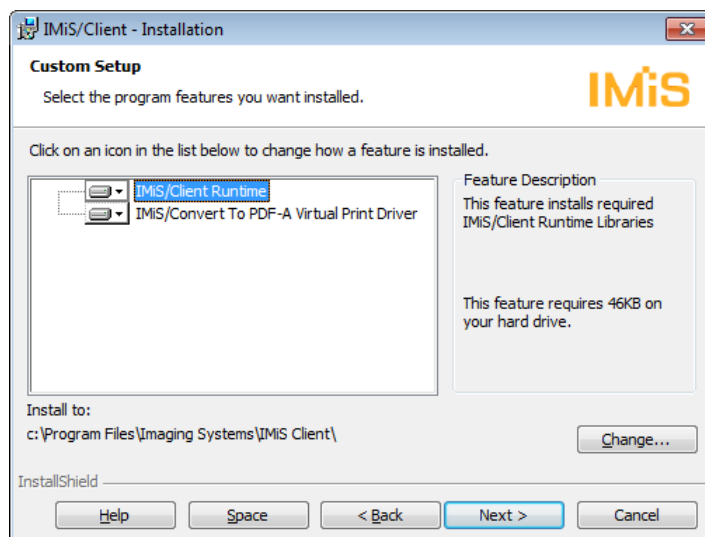 IMiS/Client - Installation
Custom Setup
Select the program features you want installed.
IMiS
Click on an icon in the list below to change how a feature is installed.
IMiS/Client Runtime
IMiS/Convert To PDF-A Virtual Print Driver
Feature Description
This feature installs required
IMiS/Client Runtime Libraries
This feature requires 46KB on
your hard drive.
Install to:
c:\Program Files\Imaging Systems\IMiS Client\
Change...
InstallShield
Help
Space
< Back
Next >
Cancel